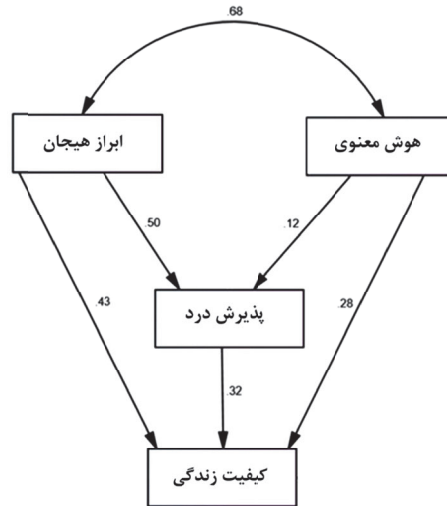 .68
ابراز هیجان
هوش معنوی
.50
.12
.43
پذیرش درد
.28
.32
کیفیت زندگی